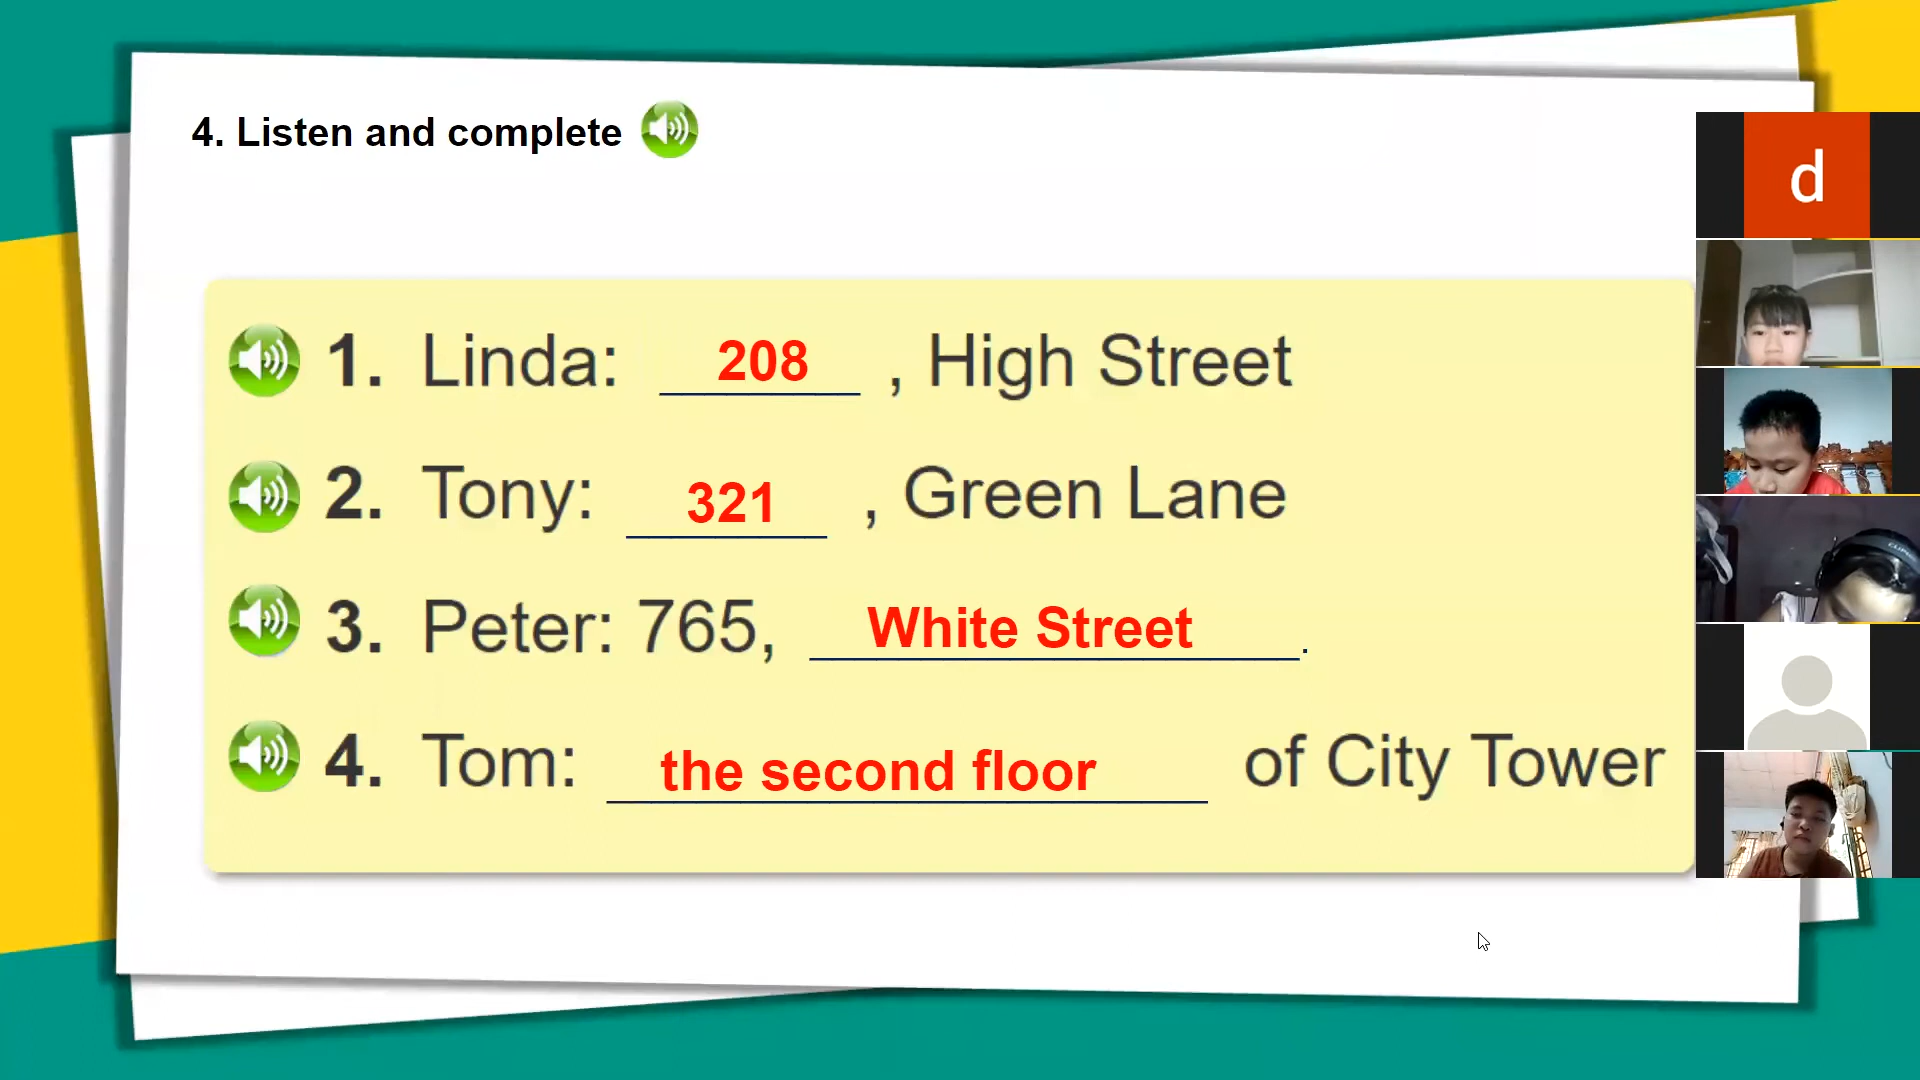 4. Listen and complete
1. Linda: 208 , High Street
2. Tony: 321 , Green Lane
3. Peter: 765, White Street.
4. Tom: the second floor of City Tower
d